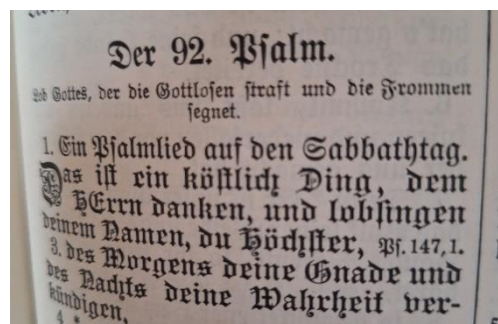 Der 92. Psalm.
Lob Gottes, der die Gottlosen straft und die Frommen
segnet.
1. Ein Psalmlied auf den Sabbathtag.
Das ist ein köstlich Ding, dem
HErrn danken, und lobsingen
deinem Namen, du Höchster, Ps. 147, 1.
3. des Morgens deine Gnade und
des Nachts deine Wahrheit ver-
kündigen,
4. *